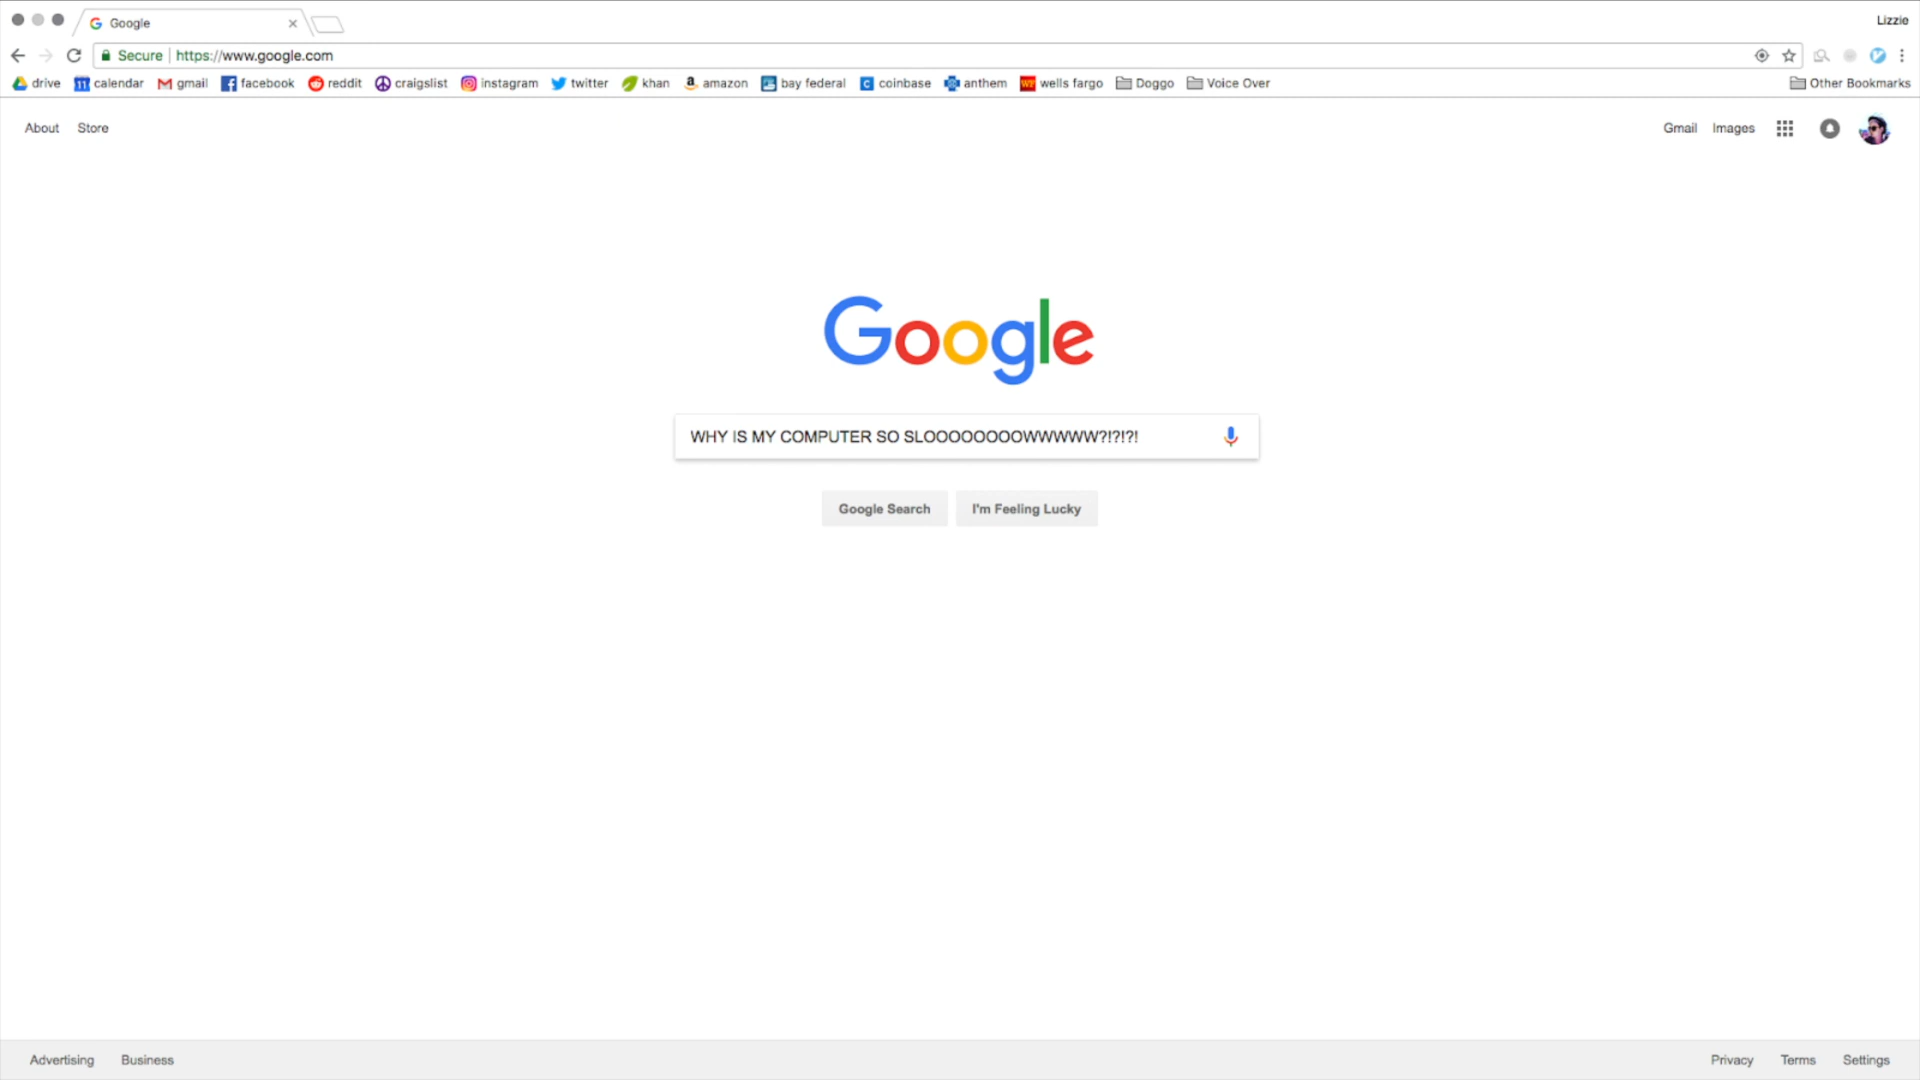 Google
Lizzie
Secure https://www.google.com
drive calendar gmail facebook reddit craigslist instagram twitter khan amazon bay federal coinbase anthem wells fargo Doggo Voice Over Other Bookmarks
About Store Gmail Images
Google
WHY IS MY COMPUTER SO SLOOOOOOOOWWWWW?!?!?!
Google Search I'm Feeling Lucky
Advertising Business Privacy Terms Settings